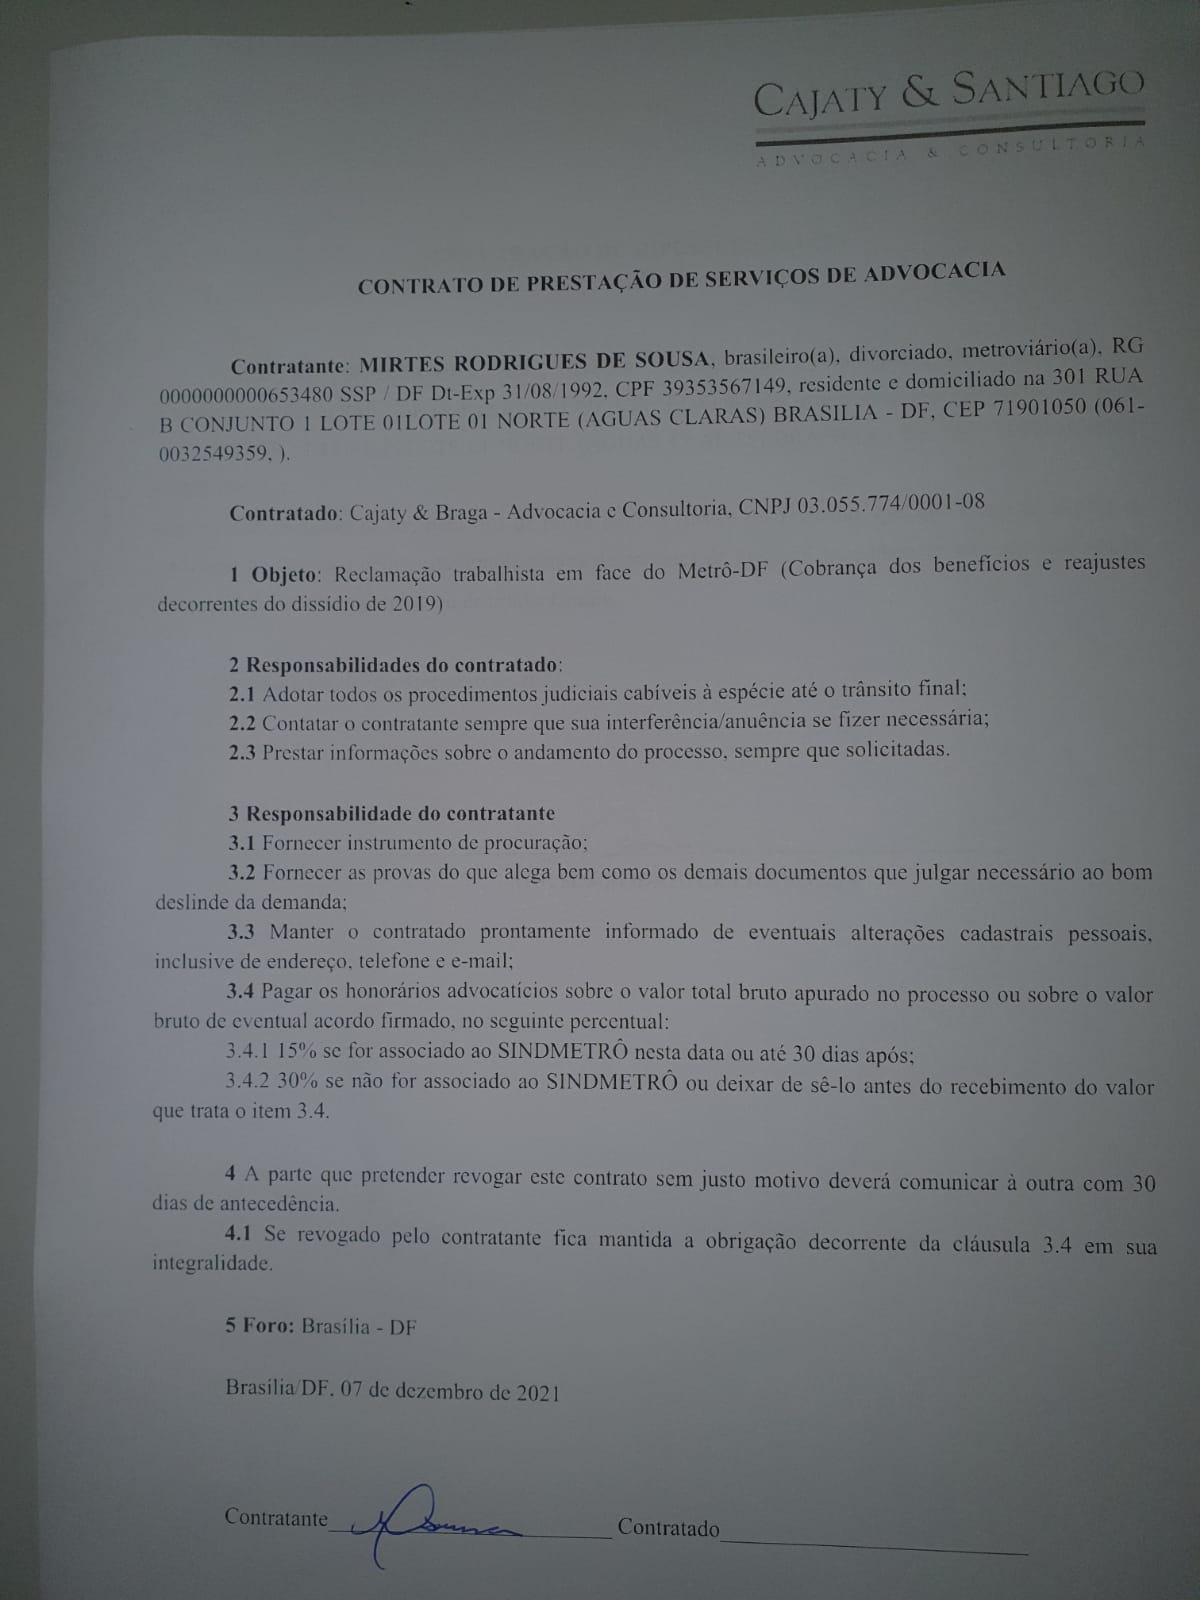 CAJATY & SANTIAGO
ADVOCACIA & CONSULTORIA
CONTRATO DE PRESTAÇÃO DE SERVIÇOS DE ADVOCACIA
Contratante: MIRTES RODRIGUES DE SOUSA, brasileiro(a), divorciado, metroviário(a), RG
0000000000653480 SSP / DF Dt-Exp 31/08/1992, CPF 39353567149, residente e domiciliado na 301 RUA
B CONJUNTO 1 LOTE 01LOTE 01 NORTE (AGUAS CLARAS) BRASILIA - DF, CEP 71901050 (061-
0032549359, ).
Contratado: Cajaty & Braga - Advocacia e Consultoria, CNPJ 03.055.774/0001-08
1 Objeto: Reclamação trabalhista em face do Metrô-DF (Cobrança dos benefícios e reajustes
decorrentes do dissídio de 2019)
2 Responsabilidades do contratado:
2.1 Adotar todos os procedimentos judiciais cabíveis à espécie até o trânsito final;
2.2 Contatar o contratante sempre que sua interferência/anuência se fizer necessária;
2.3 Prestar informações sobre o andamento do processo, sempre que solicitadas.
3 Responsabilidade do contratante
3.1 Fornecer instrumento de procuração;
3.2 Fornecer as provas do que alega bem como os demais documentos que julgar necessário ao bom
deslinde da demanda;
3.3 Manter o contratado prontamente informado de eventuais alterações cadastrais pessoais,
inclusive de endereço, telefone e e-mail;
3.4 Pagar os honorários advocatícios sobre o valor total bruto apurado no processo ou sobre o valor
bruto de eventual acordo firmado, no seguinte percentual:
3.4.1 15% se for associado ao SINDMETRÔ nesta data ou até 30 dias após;
3.4.2 30% se não for associado ao SINDMETRÔ ou deixar de sê-lo antes do recebimento do valor
que trata o item 3.4.
4 A parte que pretender revogar este contrato sem justo motivo deverá comunicar à outra com 30
dias de antecedência.
4.1 Se revogado pelo contratante fica mantida a obrigação decorrente da cláusula 3.4 em sua
integralidade.
5 Foro: Brasília - DF
Brasília/DF, 07 de dezembro de 2021
Contratante Contratado